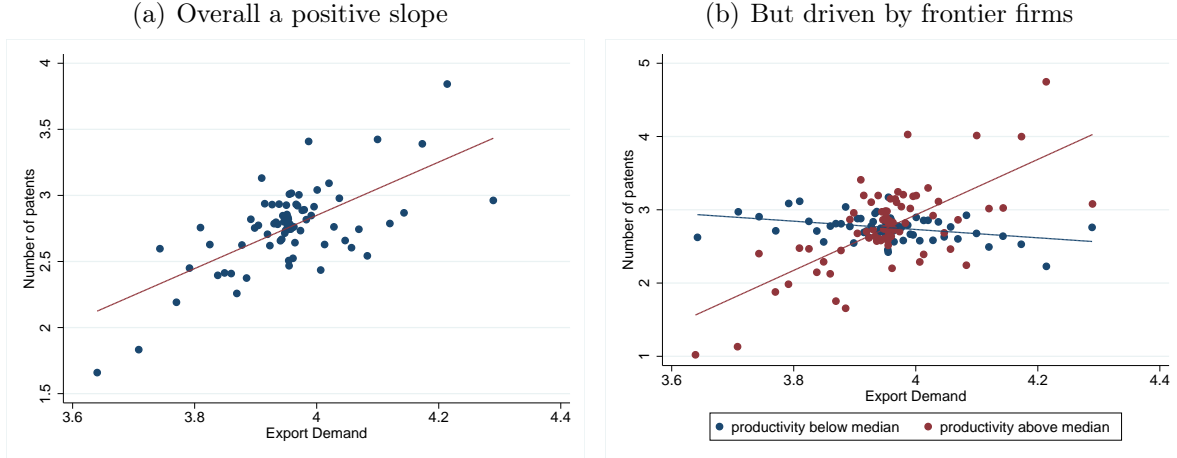 (a) Overall a positive slope
4
3.5
3
2.5
2
1.5
Number of patents
3.6
3.8
4
4.2
4.4
Export Demand
(b) But driven by frontier firms
5
4
3
2
1
Number of patents
3.6
3.8
4
4.2
4.4
Export Demand
productivity below median
productivity above median